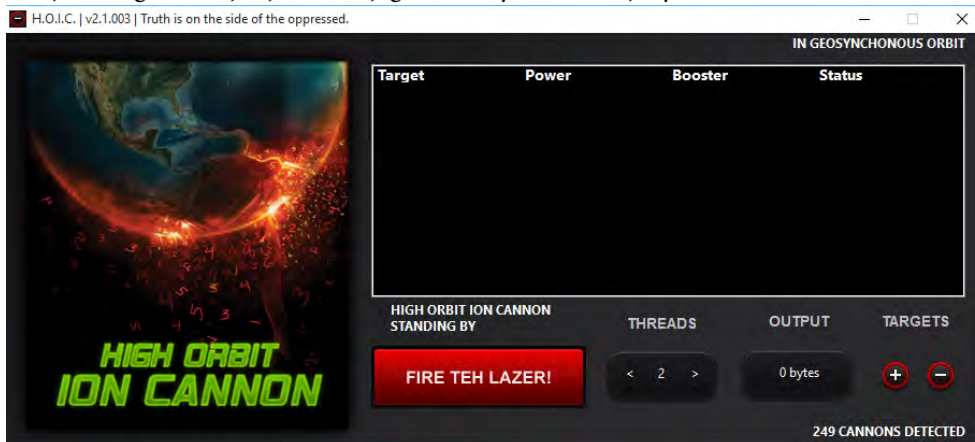 H.O.I.C. | v2.1.003 | Truth is on the side of the oppressed.
IN GEOSYNCHONOUS ORBIT
Target Power Booster Status
HIGH ORBIT ION CANNON
STANDING BY
THREADS OUTPUT TARGETS
FIRE TEH LAZER!
< 2 >
0 bytes
HIGH ORBIT
ION CANNON
249 CANNONS DETECTED